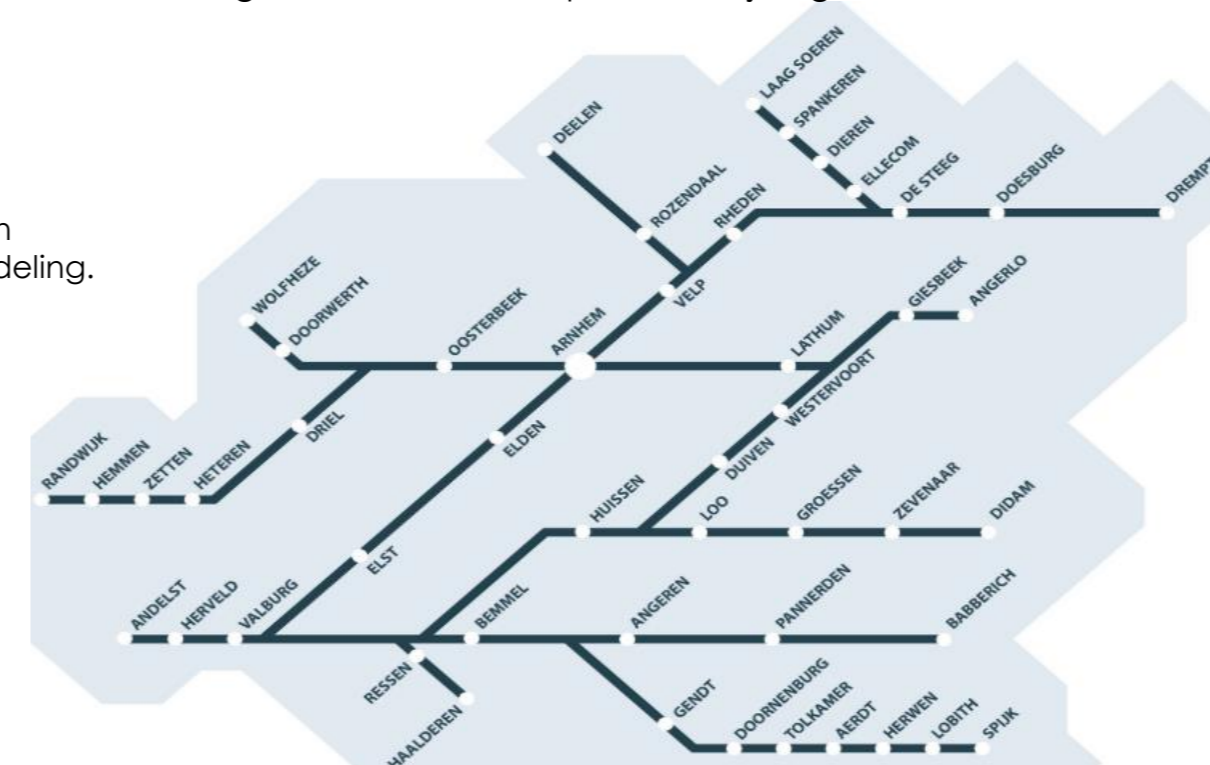 LAAG SOEREN
SPANKEREN
DIEREN
ELLECOM
DE STEEG
DOESBURG
DREMPT
DEELEN
ROZENDAAL
RHEDEN
VELP
deling.
WOLFHEZE
DOORWERTH
OOSTERBEEK
ARNHEM
LATHUM
GIESBEEK
ANGERLO
WESTERVOORT
DUIVEN
DRIEL
ELDEN
RANDWIJK
HEMMEN
ZETTEN
HETEREN
HUISSEN
LOO
GROESSEN
ZEVENAAR
DIDAM
ELST
ANDELST
HERVELD
VALBURG
BEMMEL
ANGEREN
PANNERDEN
BABBERICH
RESSEN
HAALDEREN
GENDT
DOORNENBURG
TOLKAMER
AERDT
HERWEN
LOBITH
SPIJK